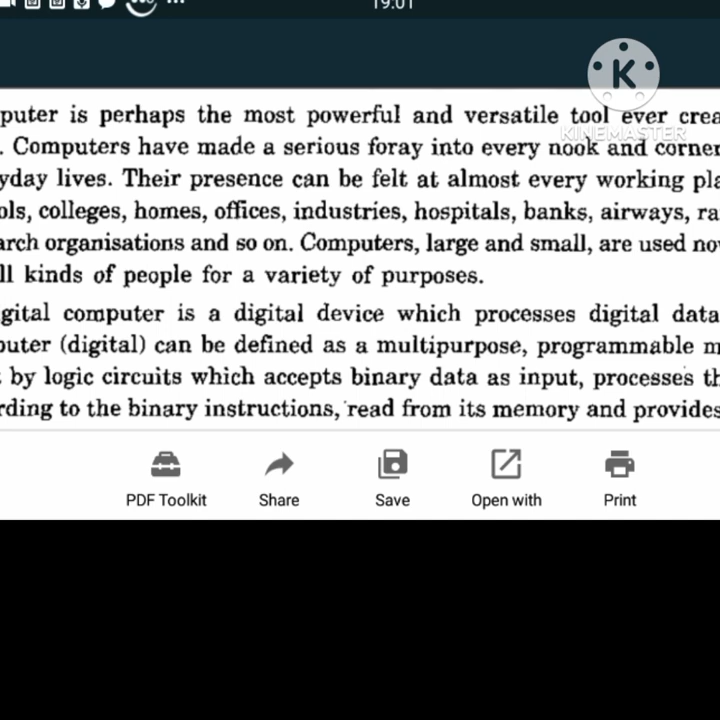 19:01
K
KINEMASTER
puter is perhaps the most powerful and versatile tool ever crea
. Computers have made a serious foray into every nook and corner
yday lives. Their presence can be felt at almost every working pla
ols, colleges, homes, offices, industries, hospitals, banks, airways, ra
arch organisations and so on. Computers, large and small, are used now
ll kinds of people for a variety of purposes.
gital computer is a digital device which processes digital data
puter (digital) can be defined as a multipurpose, programmable m
by logic circuits which accepts binary data as input, processes th
rding to the binary instructions, read from its memory and provides
PDF Toolkit
Share
Save
Open with
Print